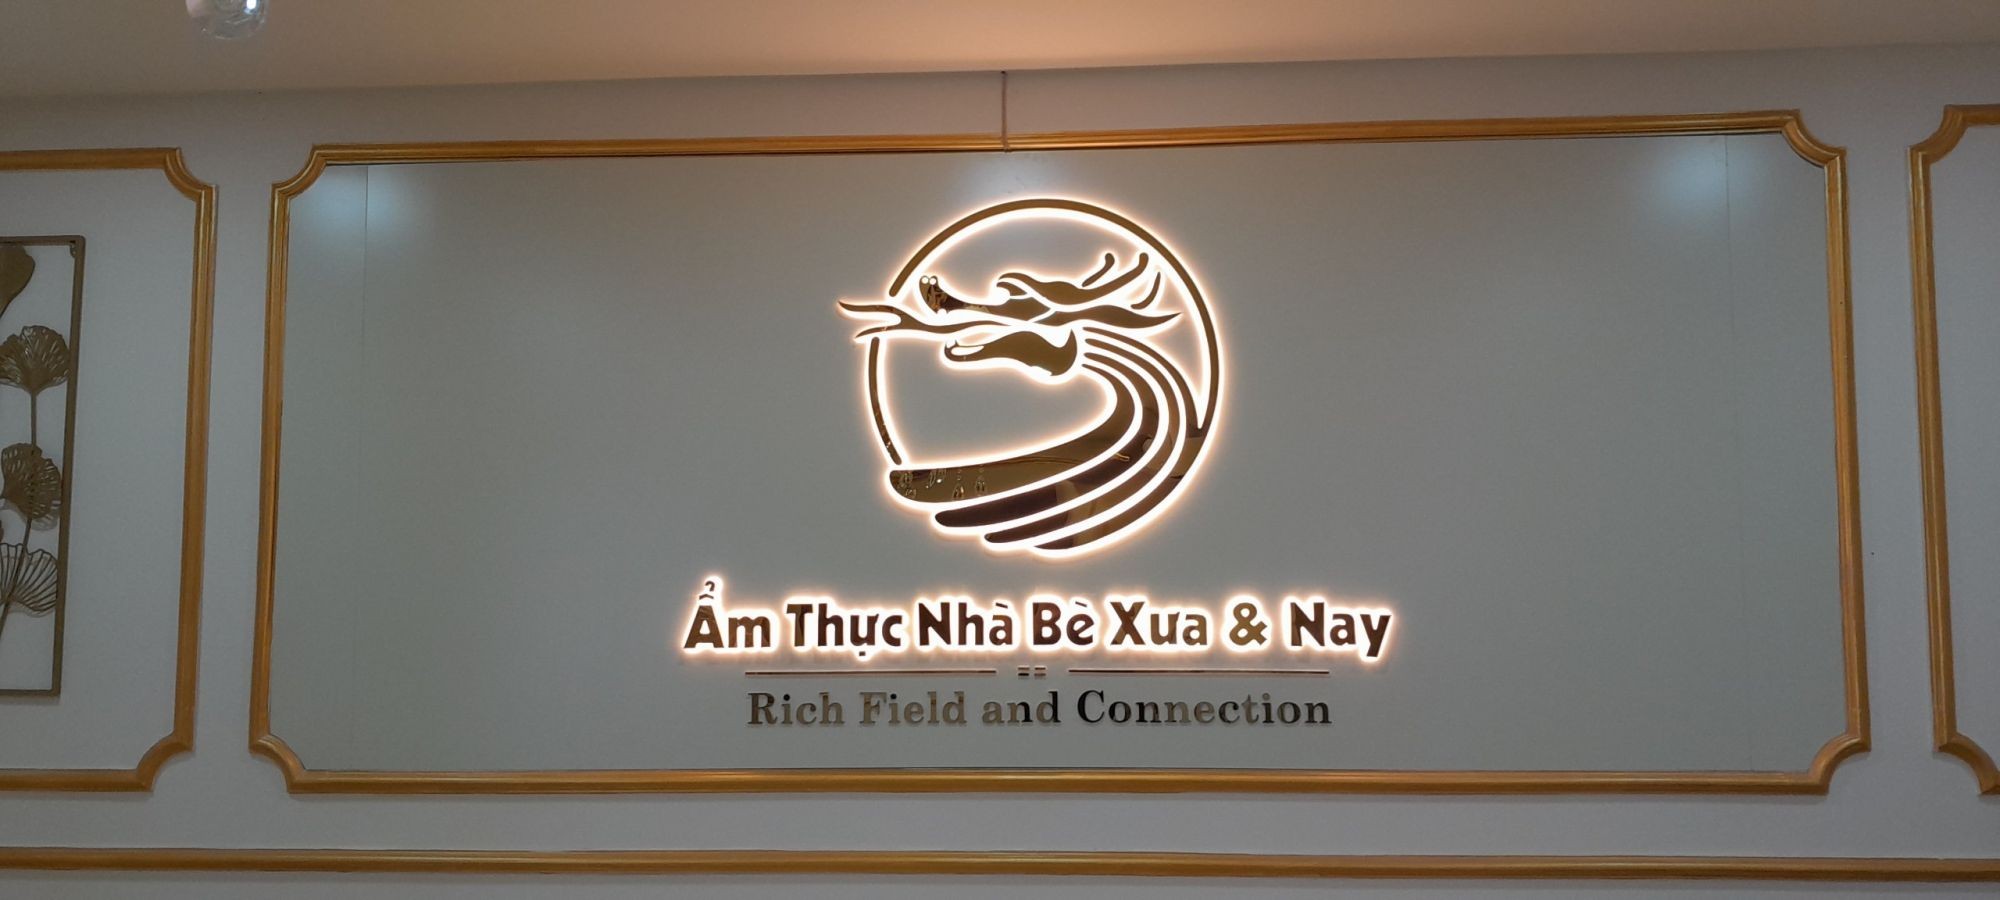 Ẩm Thực Nhà Bè Xưa & Nay
Rich Field and Connection